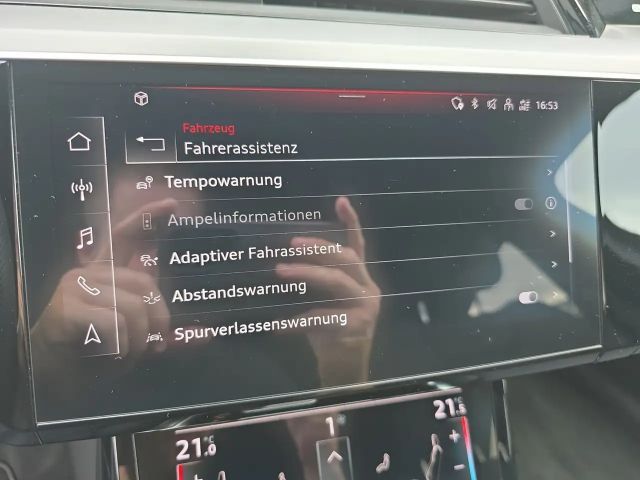 16:53
Fahrzeug
Fahrerassistenz
Tempowarnung
Ampelinformationen
Adaptiver Fahrassistent
Abstandswarnung
Spurverlassenswarnung
21.0°C
1
21.5